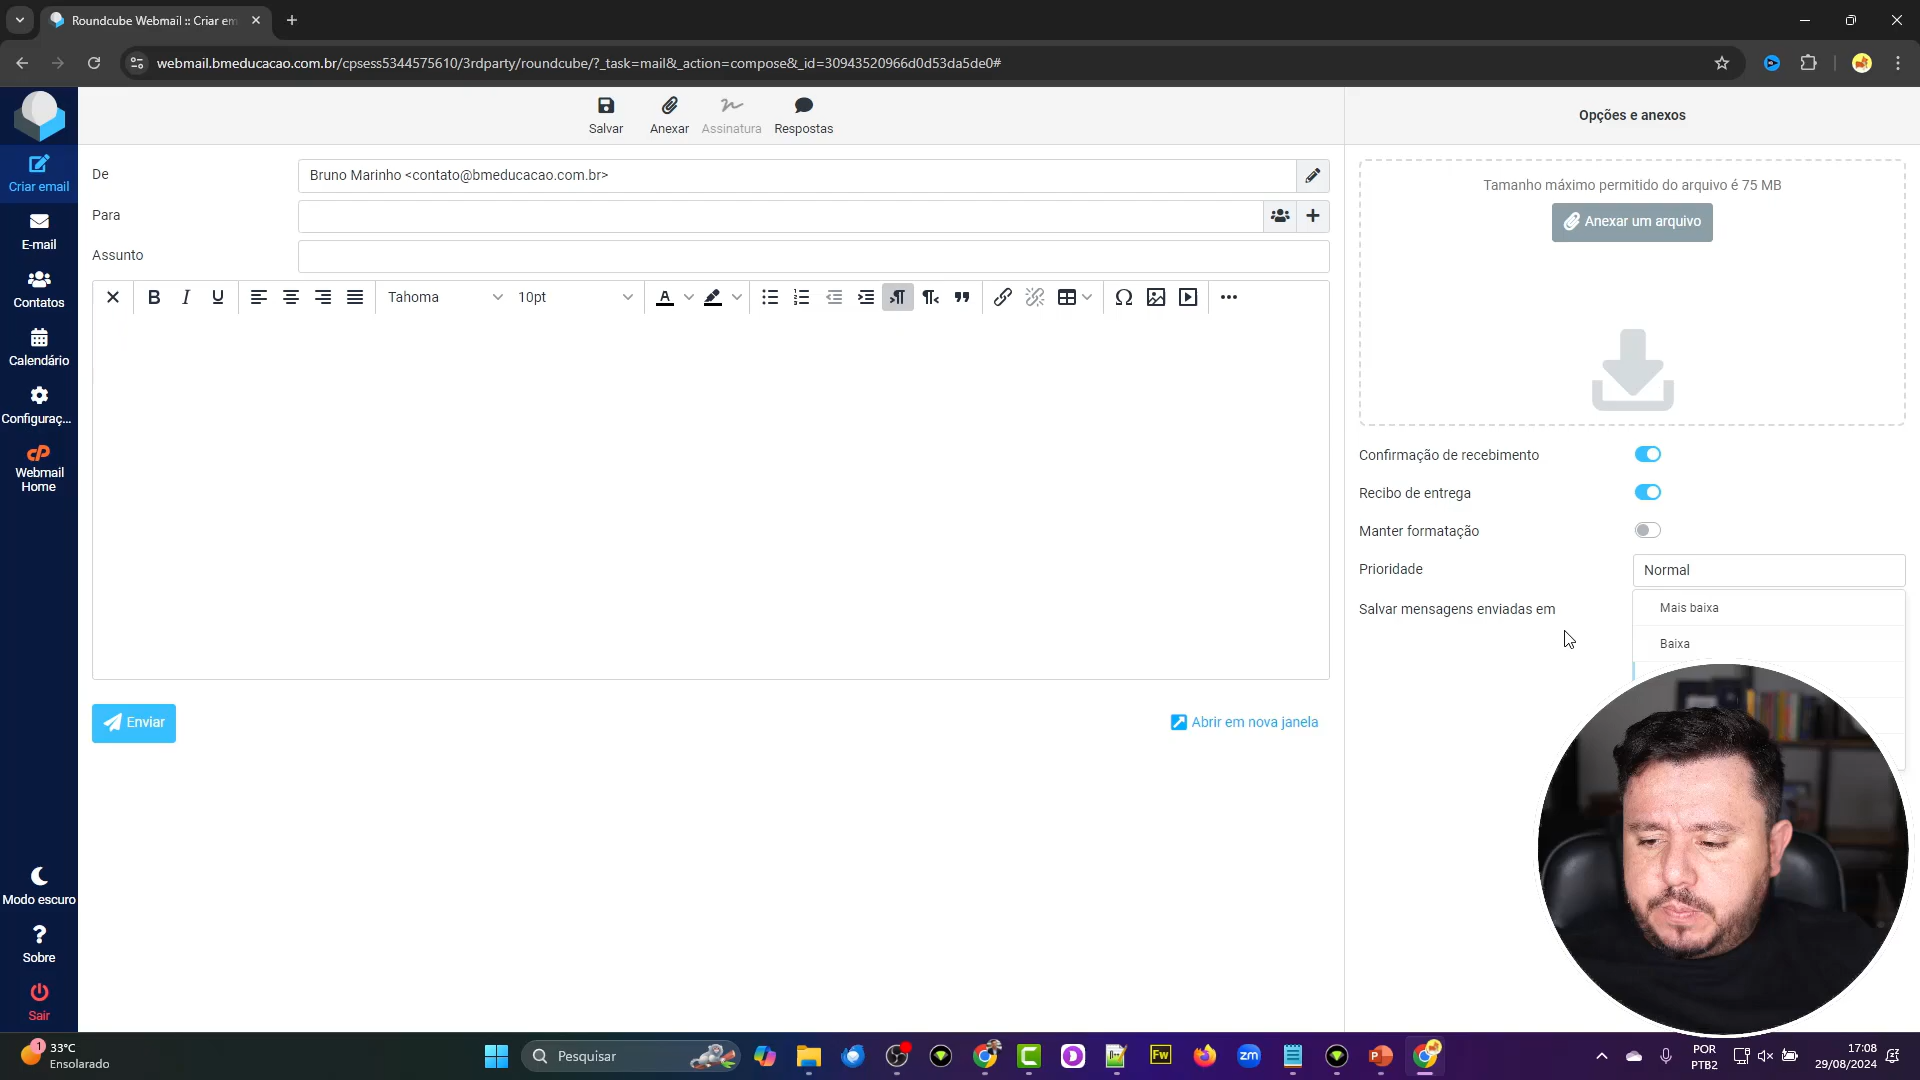 Roundcube Webmail :: Criar em
webmail.bmeducacao.com.br/cpsess5344575610/3rdparty/roundcube/?_task=mail&_action=compose&_id=30943520966d0d53da5de0#
Salvar
Anexar
Assinatura
Respostas
Opções e anexos
Criar email
E-mail
Contatos
Calendário
Configuraç...
Webmail
Home
Modo escuro
Sobre
Sair
De
Bruno Marinho <contato@bmeducacao.com.br>
Para
Assunto
Tahoma
10pt
Enviar
Abrir em nova janela
Tamanho máximo permitido do arquivo é 75 MB
Anexar um arquivo
Confirmação de recebimento
Recibo de entrega
Manter formatação
Prioridade
Normal
Salvar mensagens enviadas em
Mais baixa
Baixa
1
33°C
Ensolarado
Pesquisar
Fw
zm
POR
PTB2
17:08
29/08/2024